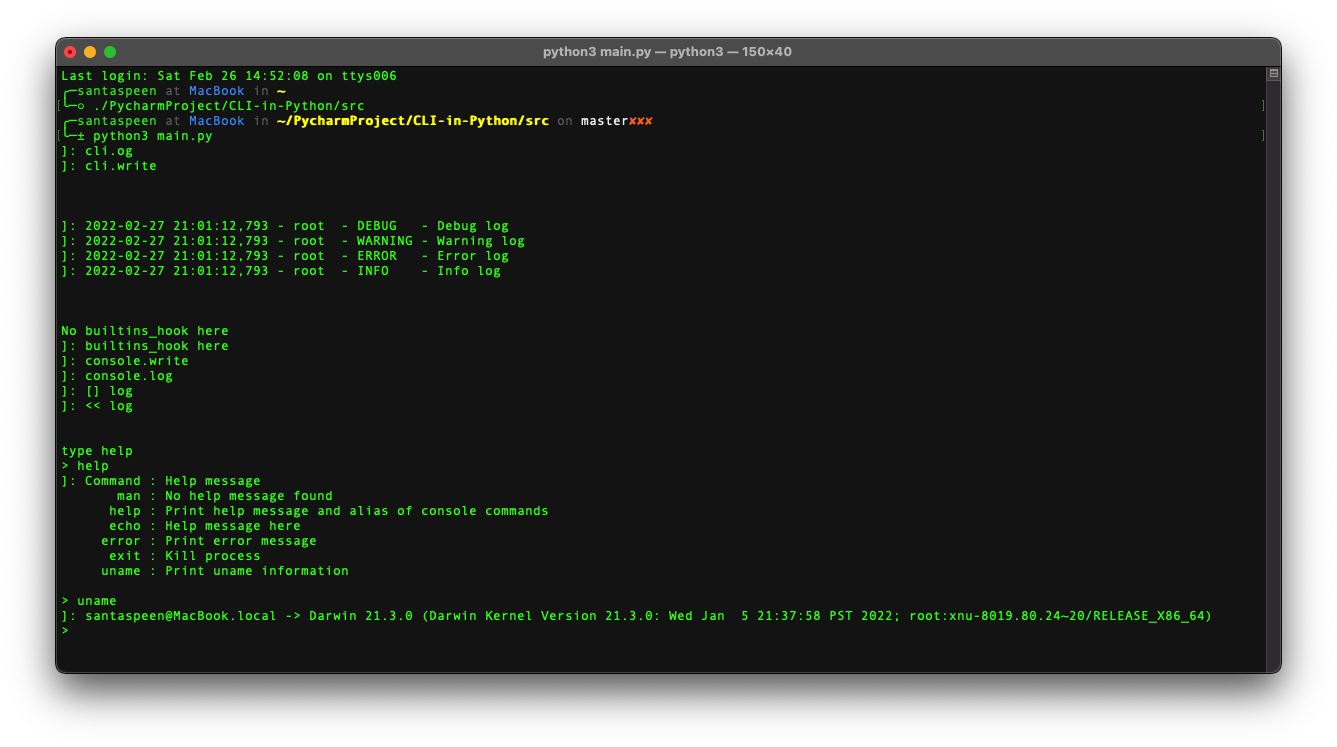 python3 main.py — python3 — 150×40
Last login: Sat Feb 26 14:52:08 on ttys006
╭─santaspeen at MacBook in ~
[╰─○ ./PycharmProject/CLI-in-Python/src ]
╭─santaspeen at MacBook in ~/PycharmProject/CLI-in-Python/src on master✘✘✘
[╰─± python3 main.py ]
]: cli.og
]: cli.write
]: 2022-02-27 21:01:12,793 - root  - DEBUG   - Debug log
]: 2022-02-27 21:01:12,793 - root  - WARNING - Warning log
]: 2022-02-27 21:01:12,793 - root  - ERROR   - Error log
]: 2022-02-27 21:01:12,793 - root  - INFO    - Info log
No builtins_hook here
]: builtins_hook here
]: console.write
]: console.log
]: [] log
]: << log
type help
> help
]: Command : Help message
       man : No help message found
      help : Print help message and alias of console commands
      echo : Help message here
     error : Print error message
      exit : Kill process
     uname : Print uname information
> uname
]: santaspeen@MacBook.local -> Darwin 21.3.0 (Darwin Kernel Version 21.3.0: Wed Jan  5 21:37:58 PST 2022; root:xnu-8019.80.24~20/RELEASE_X86_64)
>